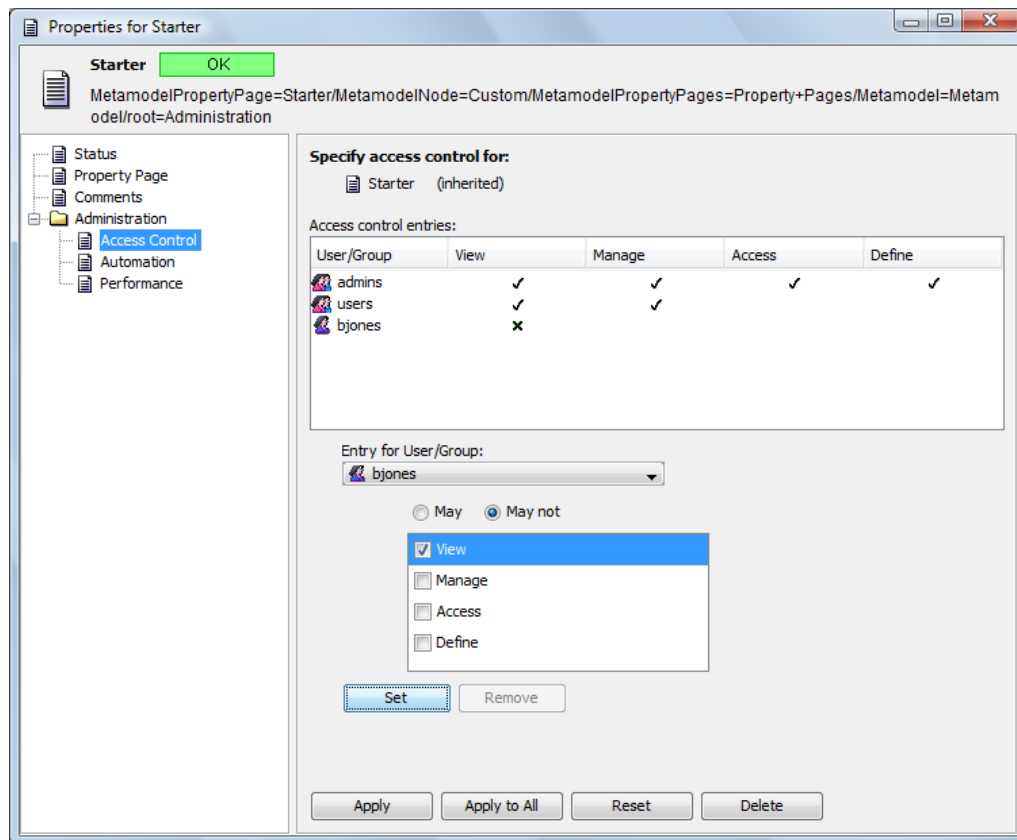 Properties for Starter
Starter OK
MetamodelPropertyPage=Starter/MetamodelNode=Custom/MetamodelPropertyPages=Property+Pages/Metamodel=Metam
odel/root=Administration
Status
Property Page
Comments
Administration
Access Control
Automation
Performance
Specify access control for:
Starter (inherited)
Access control entries:
User/Group View Manage Access Define
admins
users
bjones
Entry for User/Group:
bjones
May May not
View
Manage
Access
Define
Set Remove
Apply Apply to All Reset Delete